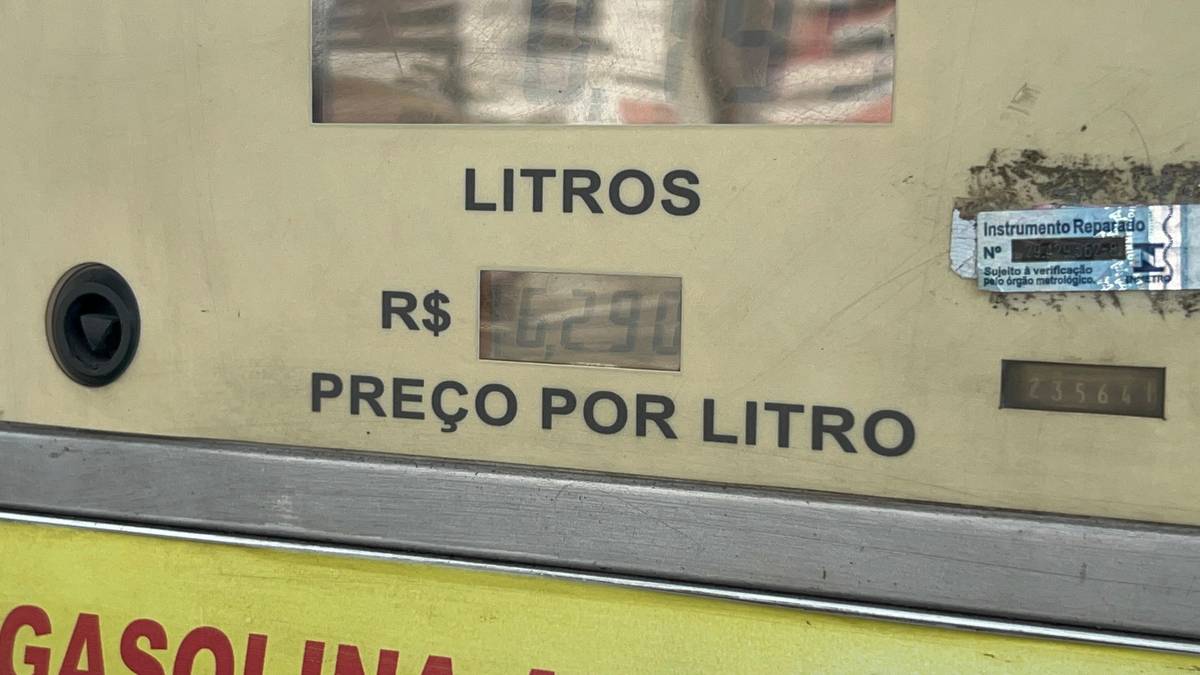 LITROS
Instrumento Reparado
Nº
Sujeito à verificação
pelo órgão metrológico.
R$ 6,290
235641
PREÇO POR LITRO
GASOLINA